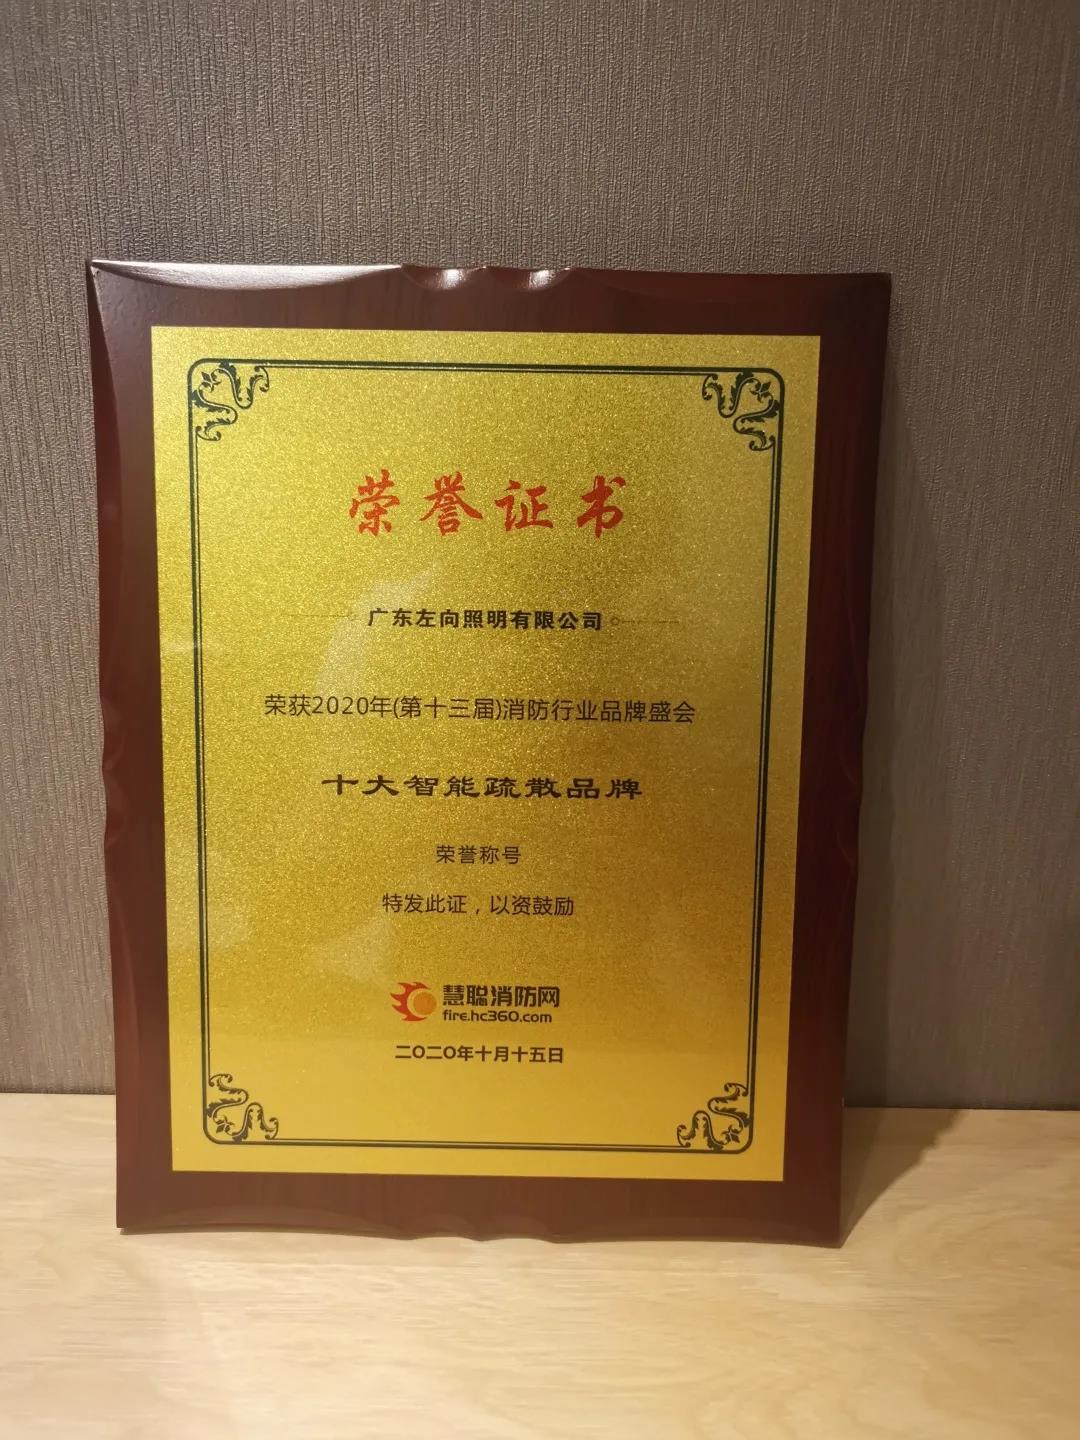 荣誉证书
广东左向照明有限公司
荣获2020年(第十三届)消防行业品牌盛会
十大智能疏散品牌
荣誉称号
特发此证，以资鼓励
慧聪消防网
fire.hc360.com
二〇二〇年十月十五日